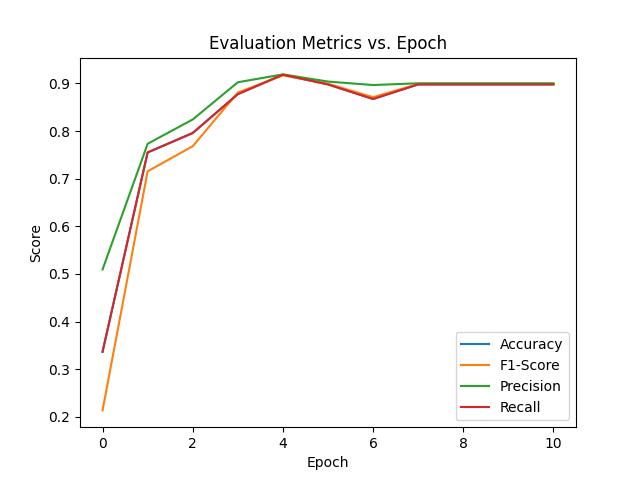 Evaluation Metrics vs. Epoch
Score
0.9
0.8
0.7
0.6
0.5
0.4
0.3
0.2
Accuracy
F1-Score
Precision
Recall
0 2 4 6 8 10
Epoch